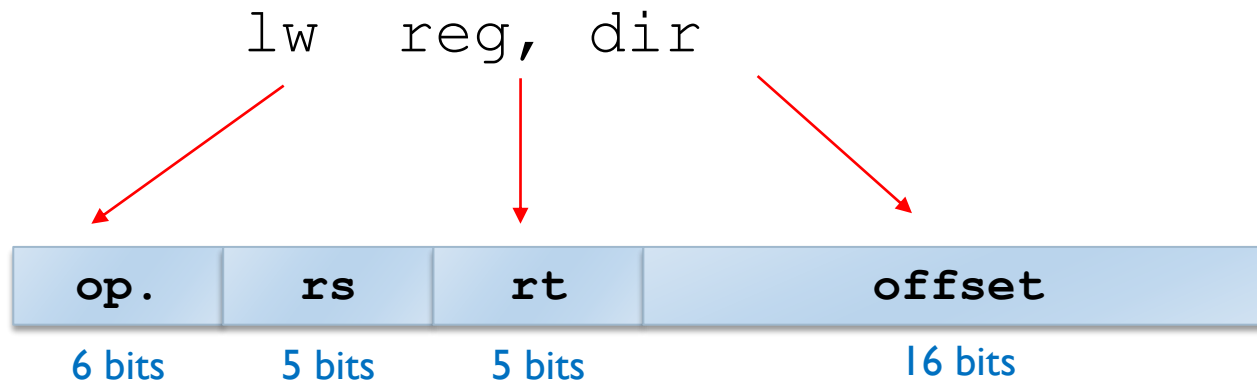 lw reg, dir
op. rs rt offset
6 bits 5 bits 5 bits 16 bits